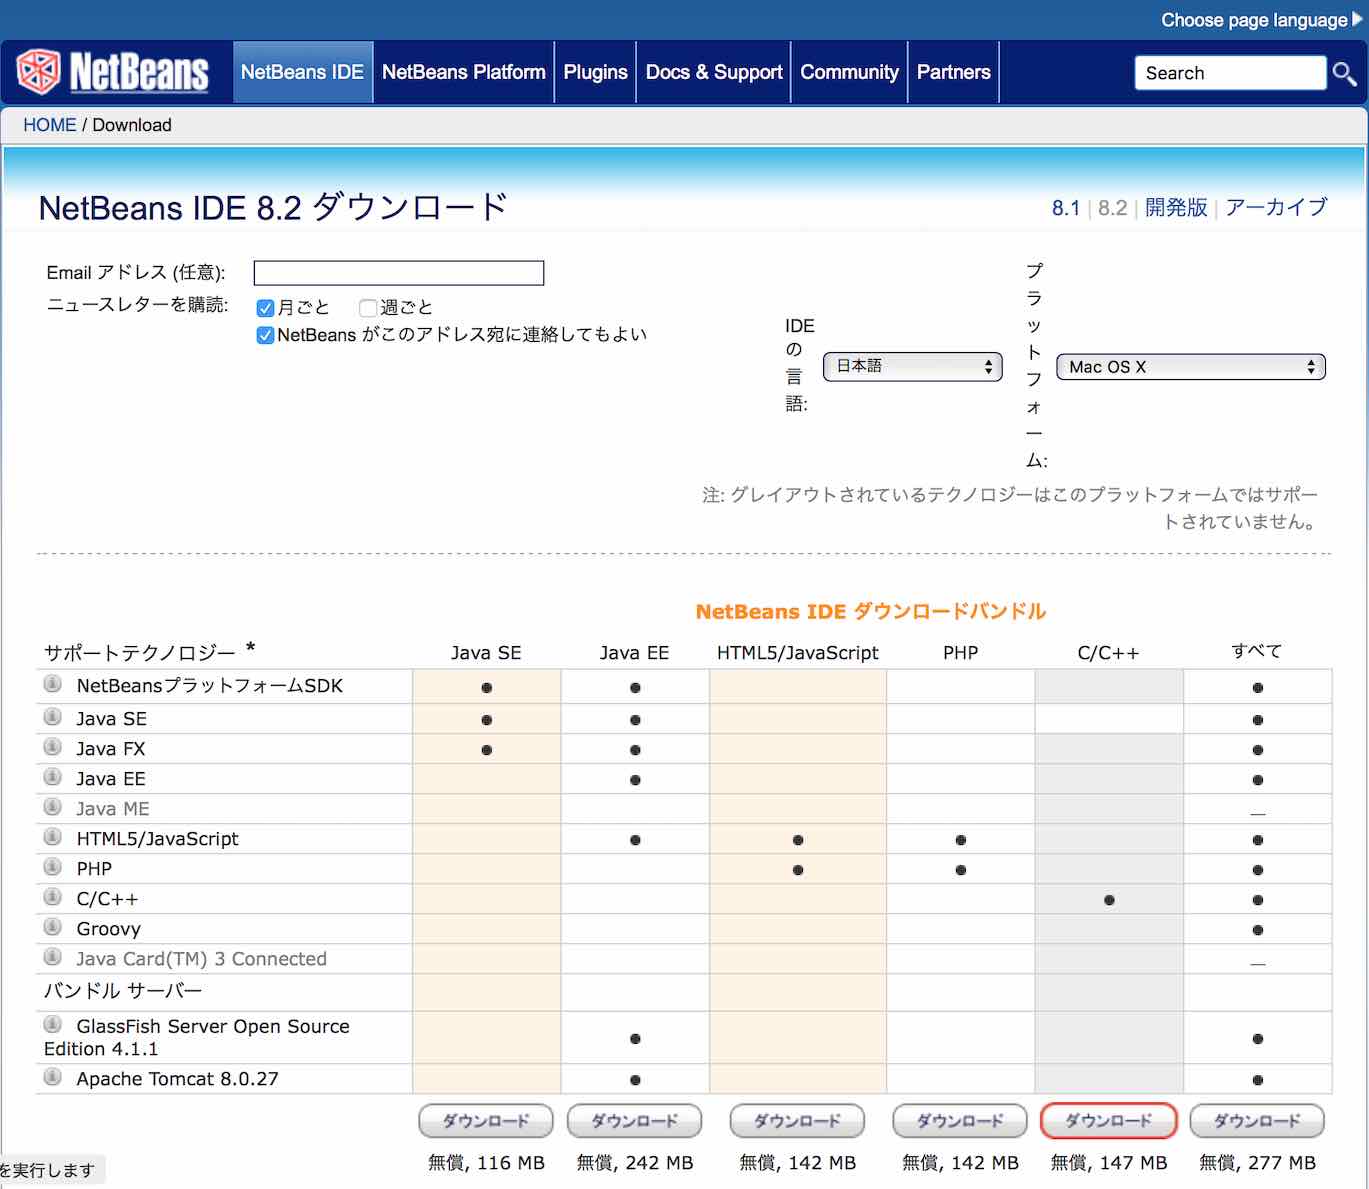 Choose page language
NetBeans
NetBeans IDE
NetBeans Platform
Plugins
Docs & Support
Community
Partners
Search
HOME / Download
NetBeans IDE 8.2 ダウンロード
8.1 | 8.2 | 開発版 | アーカイブ
Email アドレス (任意):
ニュースレターを購読:
月ごと 週ごと
NetBeans がこのアドレス宛に連絡してもよい
IDE
の
言
語:
日本語
プ
ラ
ッ
ト
フ
ォ
ー
ム:
Mac OS X
注: グレイアウトされているテクノロジーはこのプラットフォームではサポー
トされていません。
NetBeans IDE ダウンロードバンドル
サポートテクノロジー * Java SE Java EE HTML5/JavaScript PHP C/C++ すべて
NetBeansプラットフォームSDK ● ● ●
Java SE ● ● ●
Java FX ● ● ●
Java EE ● ●
Java ME —
HTML5/JavaScript ● ● ● ●
PHP ● ● ●
C/C++ ● ●
Groovy ●
Java Card(TM) 3 Connected —
バンドル サーバー
GlassFish Server Open Source
Edition 4.1.1 ● ●
Apache Tomcat 8.0.27 ● ●
ダウンロード ダウンロード ダウンロード ダウンロード ダウンロード ダウンロード
無償, 116 MB 無償, 242 MB 無償, 142 MB 無償, 142 MB 無償, 147 MB 無償, 277 MB
を実行します